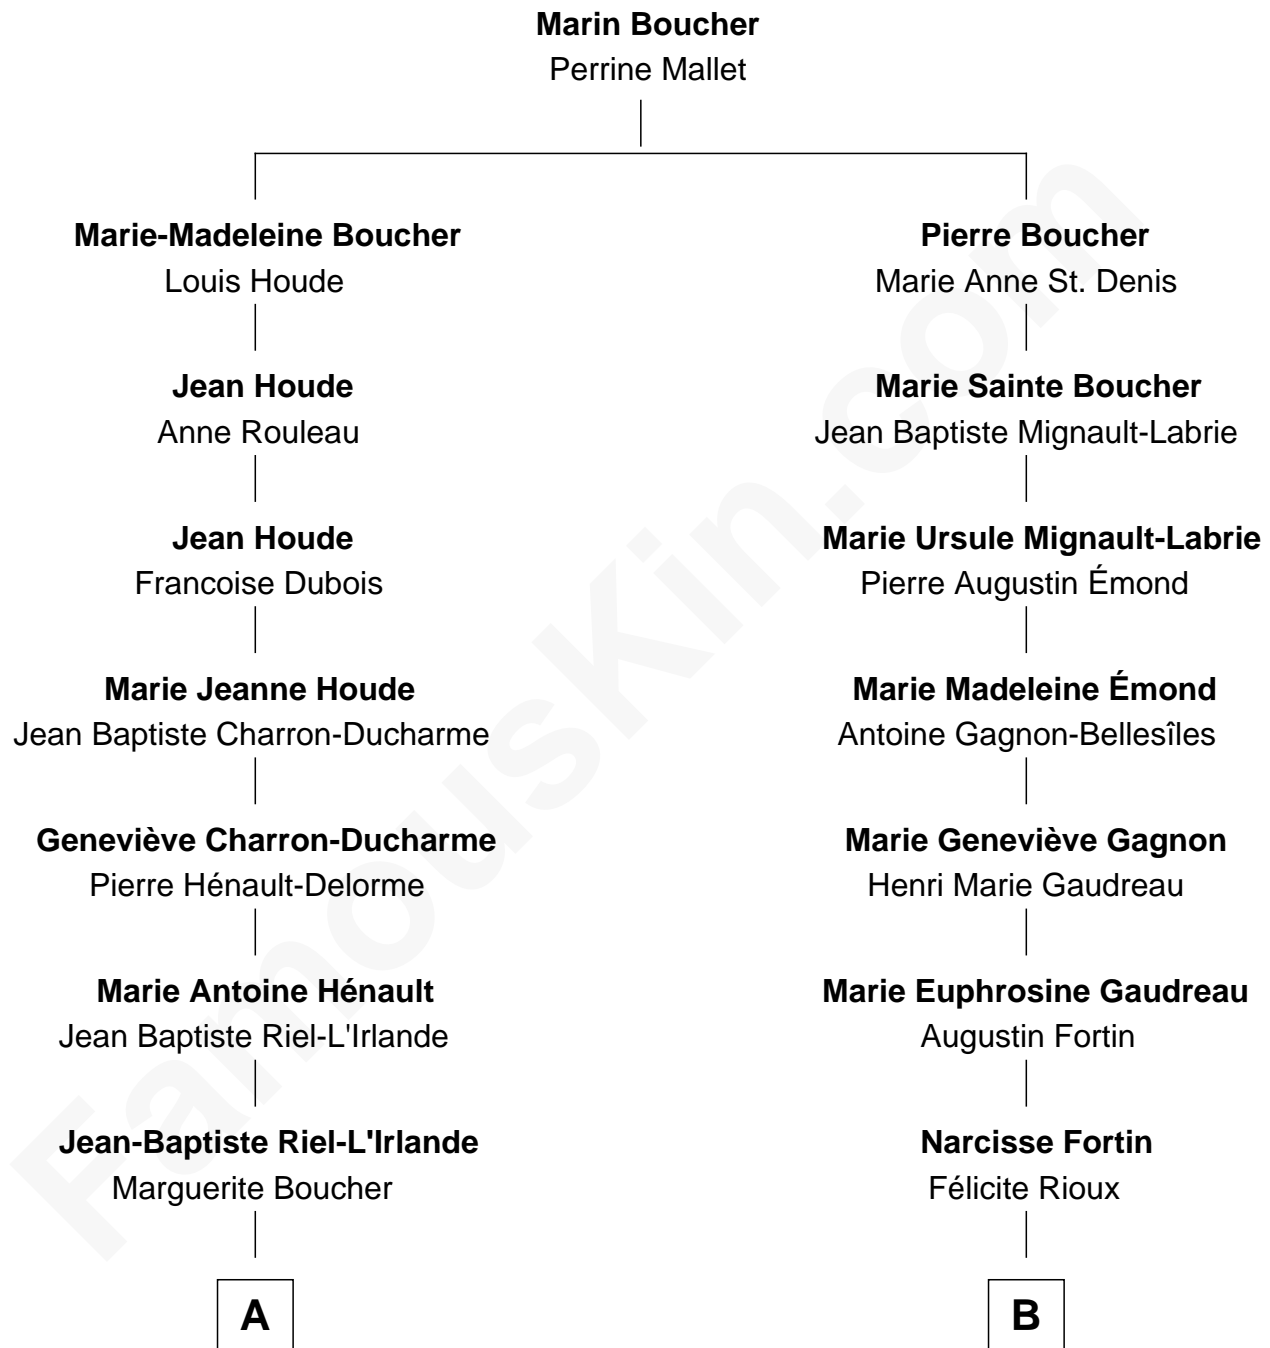 Marin Boucher
Perrine Mallet
Marie-Madeleine Boucher
Louis Houde
Pierre Boucher
Marie Anne St. Denis
Jean Houde
Anne Rouleau
Marie Sainte Boucher
Jean Baptiste Mignault-Labrie
Jean Houde
Francoise Dubois
Marie Ursule Mignault-Labrie
Pierre Augustin Émond
Marie Jeanne Houde
Jean Baptiste Charron-Ducharme
Marie Madeleine Émond
Antoine Gagnon-Bellesîles
Geneviève Charron-Ducharme
Pierre Hénault-Delorme
Marie Geneviève Gagnon
Henri Marie Gaudreau
Marie Antoine Hénault
Jean Baptiste Riel-L'Irlande
Marie Euphrosine Gaudreau
Augustin Fortin
Jean-Baptiste Riel-L'Irlande
Marguerite Boucher
Narcisse Fortin
Félicite Rioux
A
B
FamousKin.com